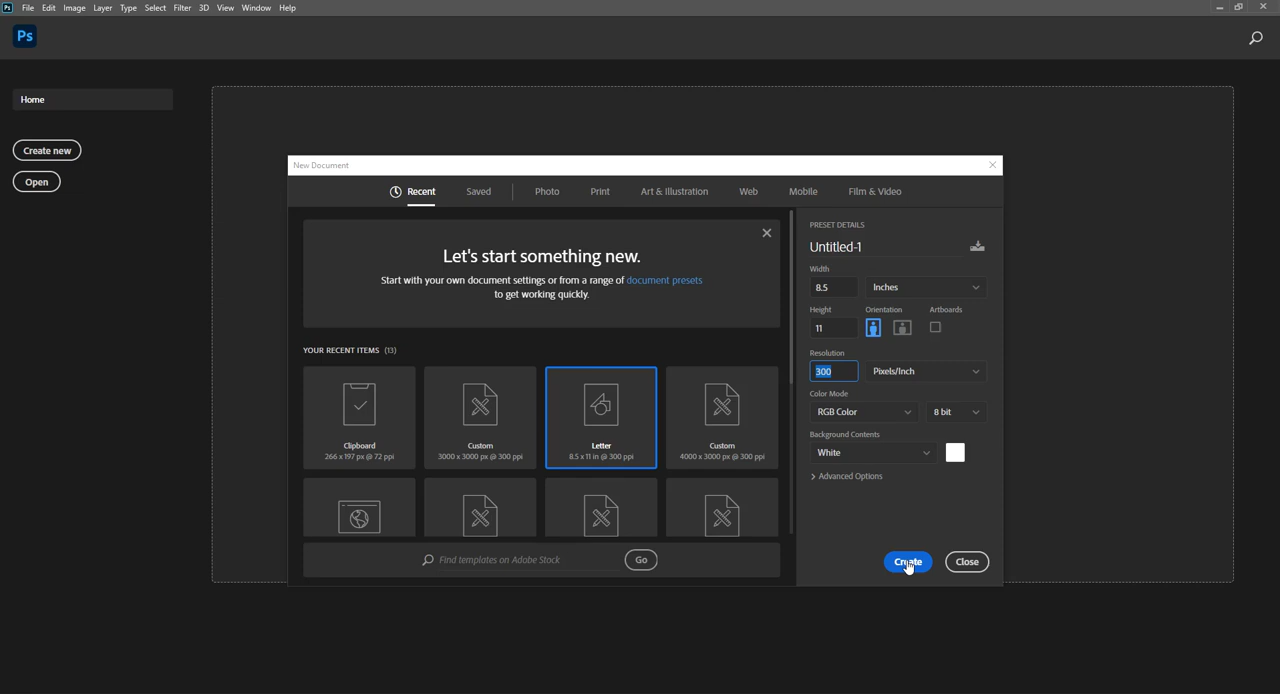 Ps File Edit Image Layer Type Select Filter 3D View Window Help
Ps
Home
Create new
Open
New Document
Recent Saved Photo Print Art & Illustration Web Mobile Film & Video
Let's start something new.
Start with your own document settings or from a range of document presets
to get working quickly.
YOUR RECENT ITEMS (13)
Clipboard
266 x 197 px @ 72 ppi
Custom
3000 x 3000 px @ 300 ppi
Letter
8.5 x 11 in @ 300 ppi
Custom
4000 x 3000 px @ 300 ppi
Find templates on Adobe Stock
Go
PRESET DETAILS
Untitled-1
Width
8.5 Inches
Height Orientation Artboards
11
Resolution
300 Pixels/Inch
Color Mode
RGB Color 8 bit
Background Contents
White
Advanced Options
Create Close